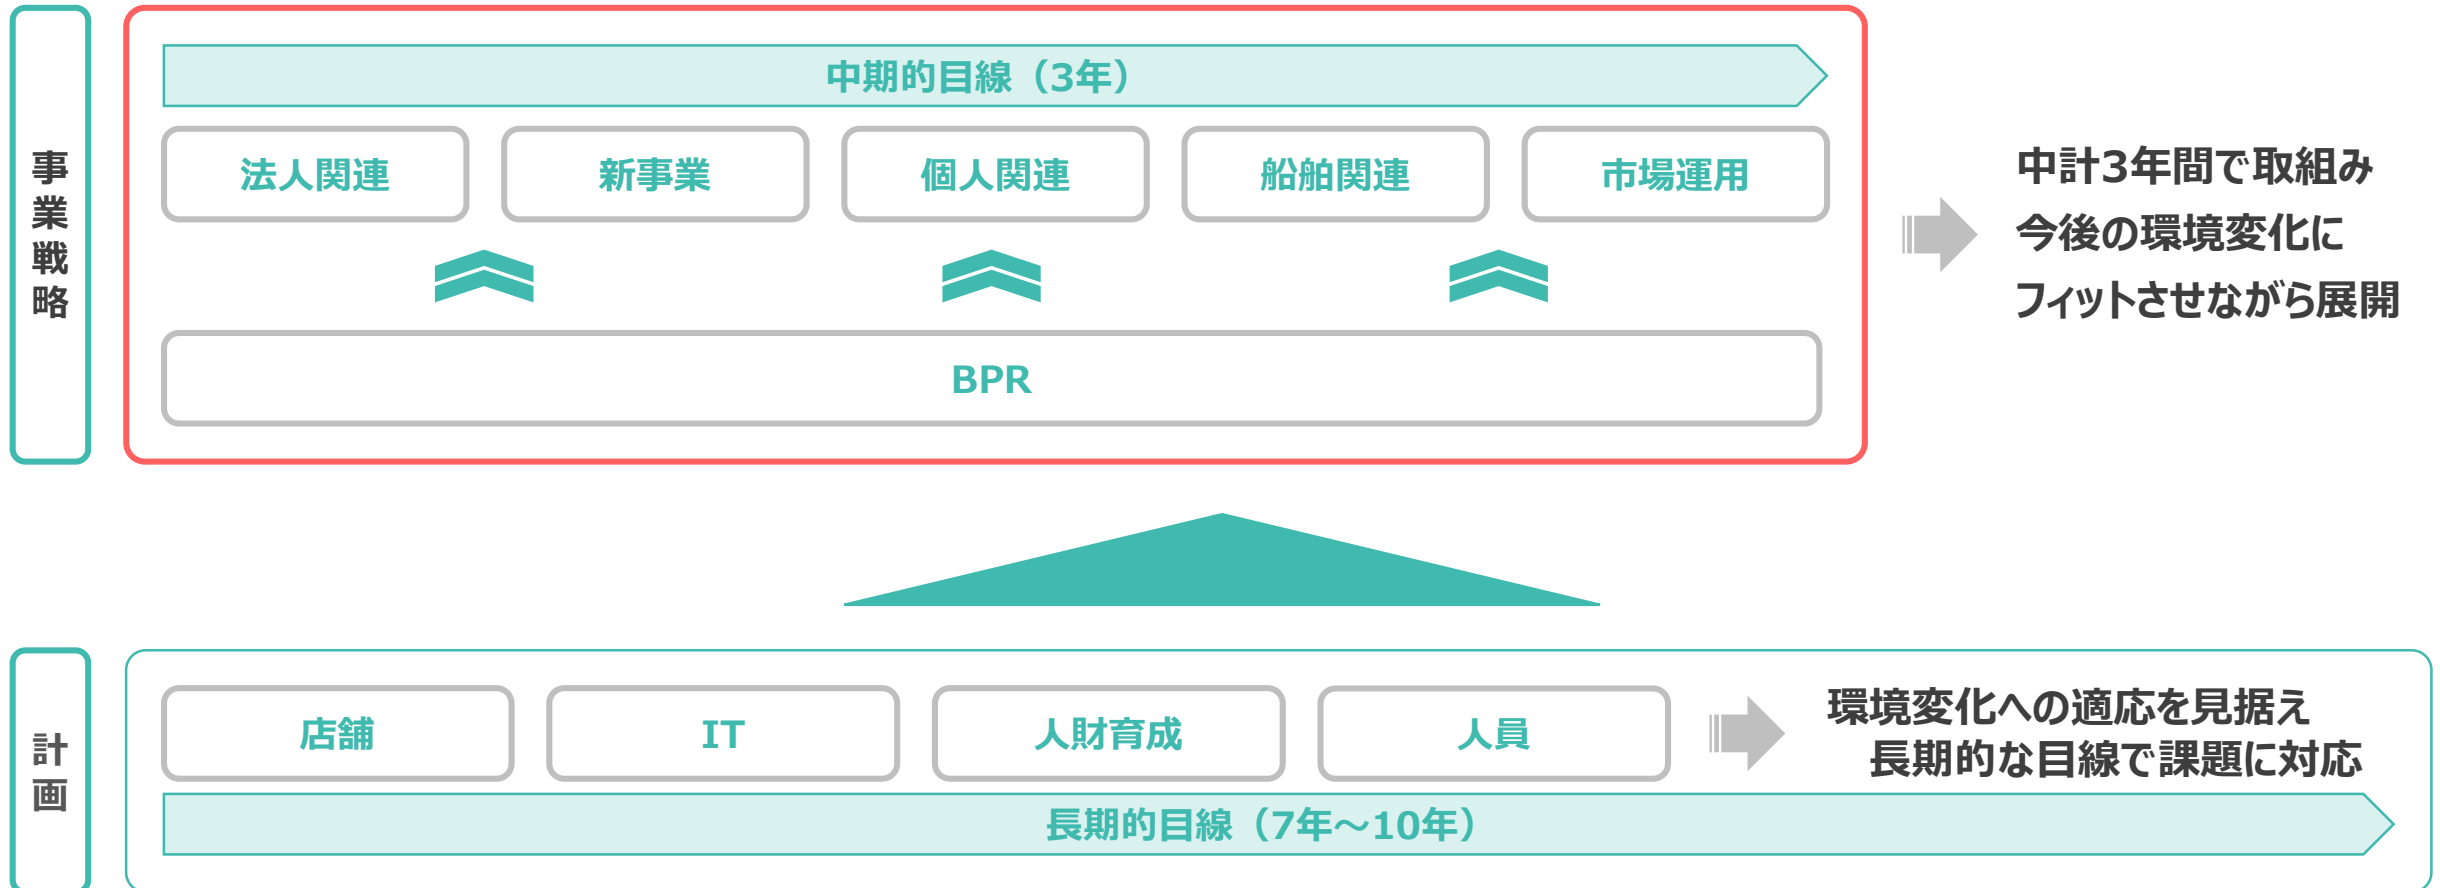 事業戦略
中期的目線（3年）
法人関連
新事業
個人関連
船舶関連
市場運用
BPR
中計3年間で取組み
今後の環境変化に
フィットさせながら展開
計画
店舗
IT
人財育成
人員
環境変化への適応を見据え
長期的な目線で課題に対応
長期的目線（7年～10年）